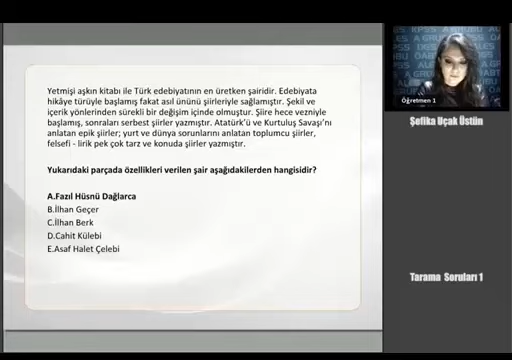 Yetmişi aşkın kitabı ile Türk edebiyatının en üretken şairidir. Edebiyata
hikâye türüyle başlamış fakat asıl ününü şiirleriyle sağlamıştır. Şekil ve
içerik yönlerinden sürekli bir değişim içinde olmuştur. Şiire hece vezniyle
başlamış, sonraları serbest şiirler yazmıştır. Atatürk'ü ve Kurtuluş Savaşı'nı
anlatan epik şiirler; yurt ve dünya sorunlarını anlatan toplumcu şiirler,
felsefi - lirik pek çok tarz ve konuda şiirler yazmıştır.
Yukarıdaki parçada özellikleri verilen şair aşağıdakilerden hangisidir?
A.Fazıl Hüsnü Dağlarca
B.İlhan Geçer
C.İlhan Berk
D.Cahit Külebi
E.Asaf Halet Çelebi
Öğretmen 1
Şefika Uçak Üstün
Tarama Soruları 1